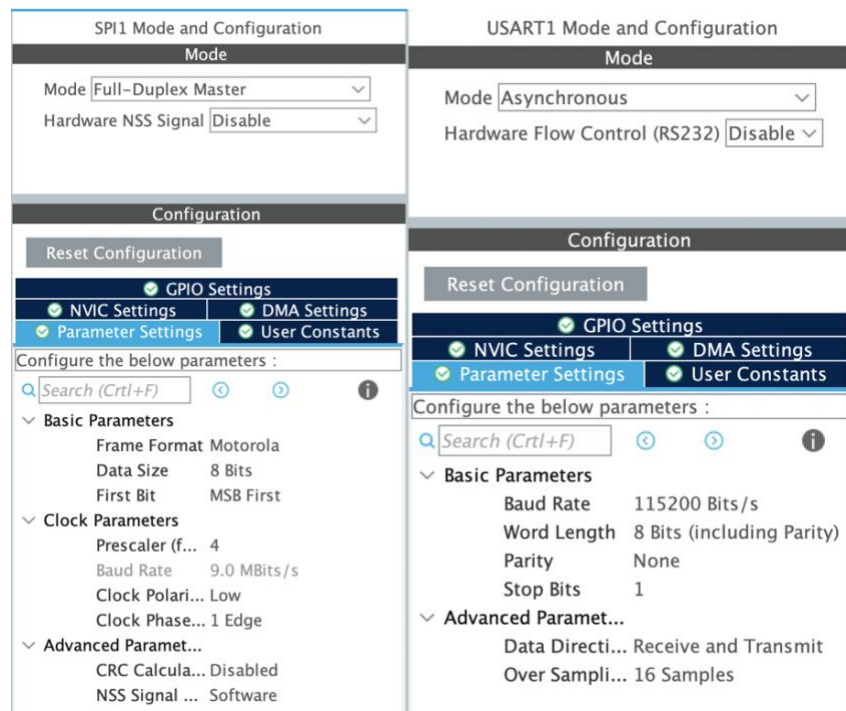 SPI1 Mode and Configuration
Mode
Mode Full-Duplex Master
Hardware NSS Signal Disable
Configuration
Reset Configuration
GPIO Settings
NVIC Settings DMA Settings
Parameter Settings User Constants
Configure the below parameters :
Search (Crtl+F)
Basic Parameters
Frame Format Motorola
Data Size 8 Bits
First Bit MSB First
Clock Parameters
Prescaler (f... 4
Baud Rate 9.0 MBits/s
Clock Polari... Low
Clock Phase... 1 Edge
Advanced Paramet...
CRC Calcula... Disabled
NSS Signal ... Software
USART1 Mode and Configuration
Mode
Mode Asynchronous
Hardware Flow Control (RS232) Disable
Configuration
Reset Configuration
GPIO Settings
NVIC Settings DMA Settings
Parameter Settings User Constants
Configure the below parameters :
Search (Crtl+F)
Basic Parameters
Baud Rate 115200 Bits/s
Word Length 8 Bits (including Parity)
Parity None
Stop Bits 1
Advanced Paramet...
Data Directi... Receive and Transmit
Over Sampli... 16 Samples